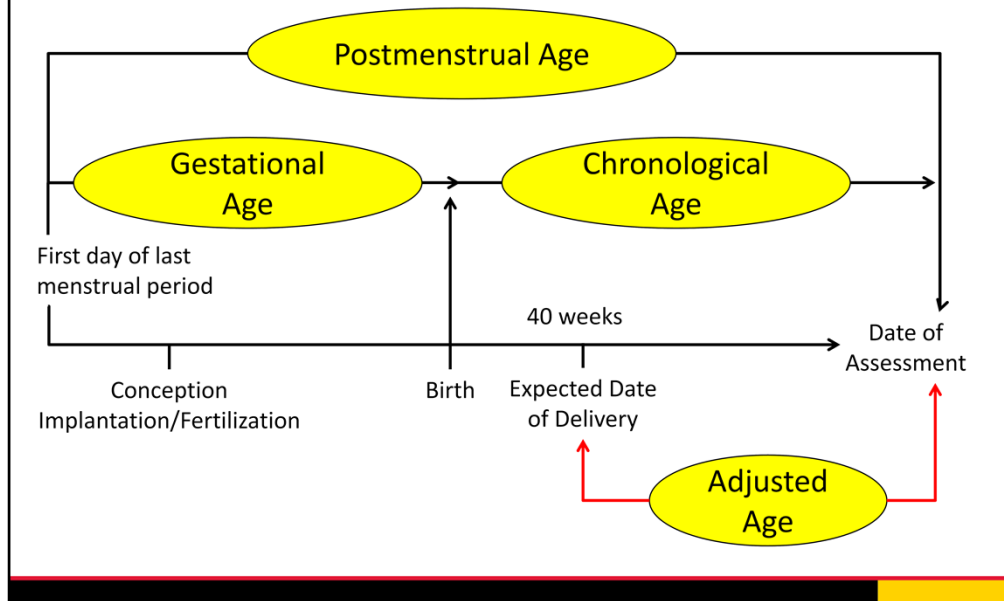 Postmenstrual Age
Gestational
Age
Chronological
Age
First day of last
menstrual period
40 weeks
Date of
Assessment
Conception
Implantation/Fertilization
Birth
Expected Date
of Delivery
Adjusted
Age